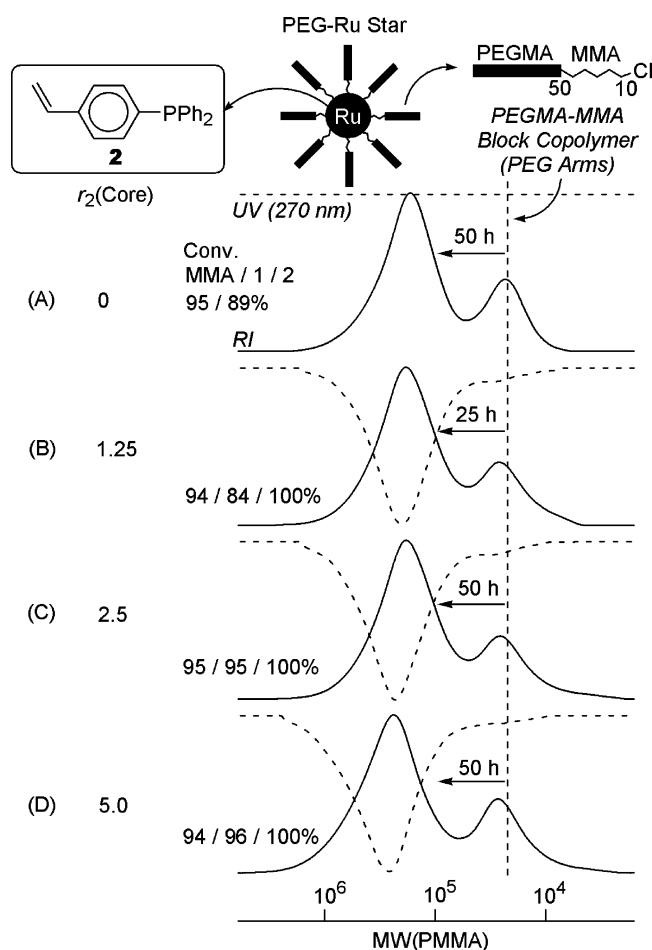 PEG-Ru Star
PEGMA MMA
Cl
50 10
Ru
PPh2
2
r2(Core)
PEGMA-MMA
Block Copolymer
(PEG Arms)
UV (270 nm)
50 h
Conv.
MMA / 1 / 2
(A) 0 95 / 89%
RI
25 h
(B) 1.25
94 / 84 / 100%
50 h
(C) 2.5
95 / 95 / 100%
50 h
(D) 5.0
94 / 96 / 100%
10^6 10^5 10^4
MW(PMMA)